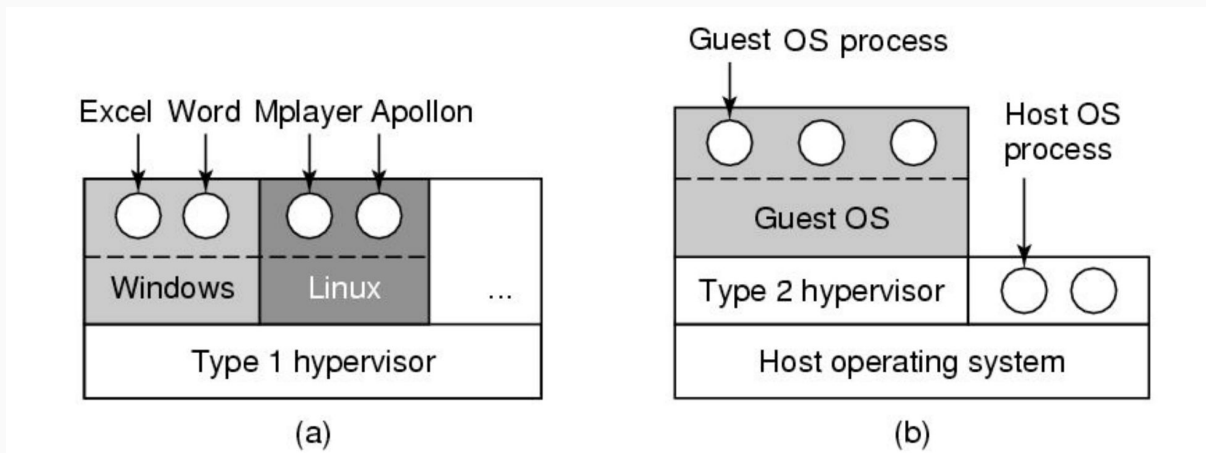 Excel Word Mplayer Apollon
Windows Linux ...
Type 1 hypervisor
(a)
Guest OS process
Host OS
process
Guest OS
Type 2 hypervisor
Host operating system
(b)